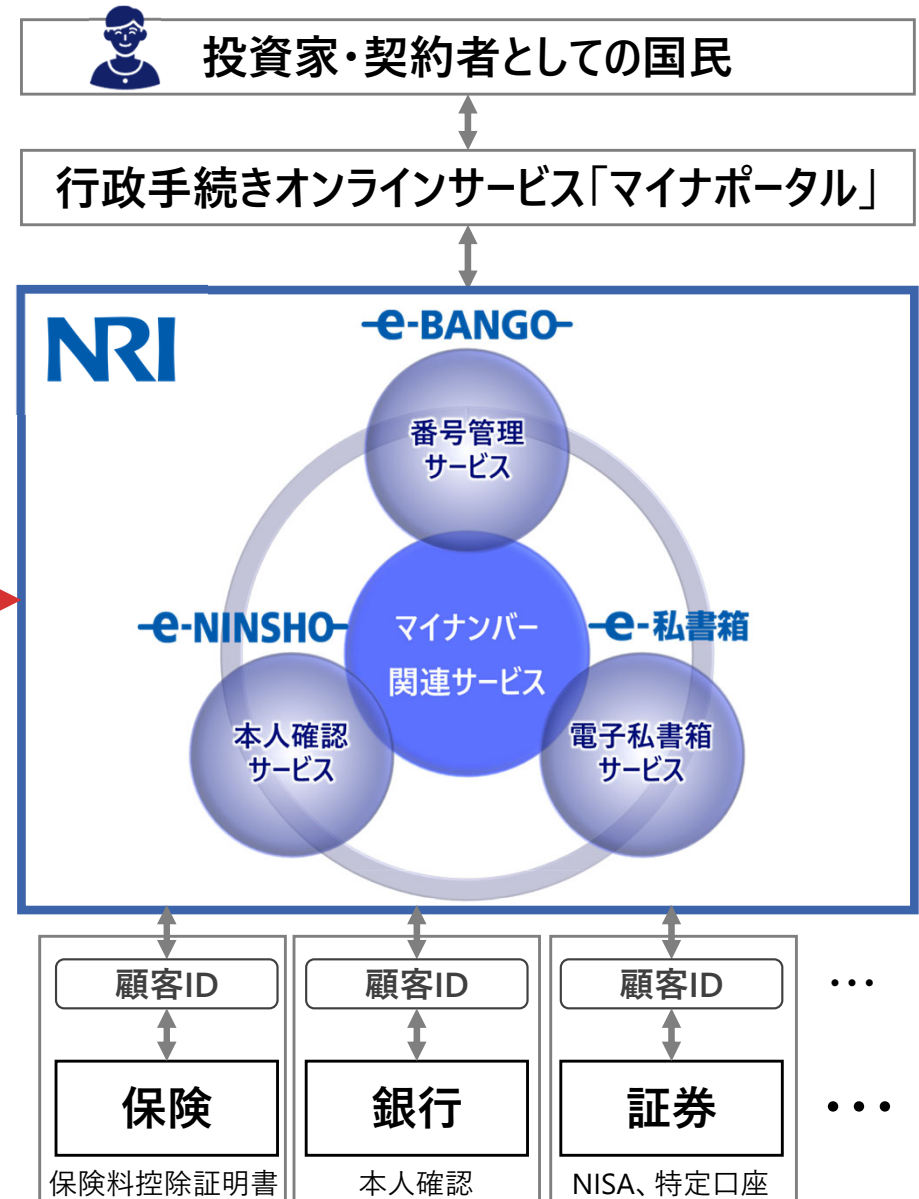 投資家・契約者としての国民
行政手続きオンラインサービス「マイナポータル」
NRI
e-BANGO
番号管理
サービス
e-NINSHO
マイナンバー
関連サービス
e-私書箱
本人確認
サービス
電子私書箱
サービス
顧客ID
顧客ID
顧客ID
・・・
保険
銀行
証券
・・・
保険料控除証明書
本人確認
NISA、特定口座